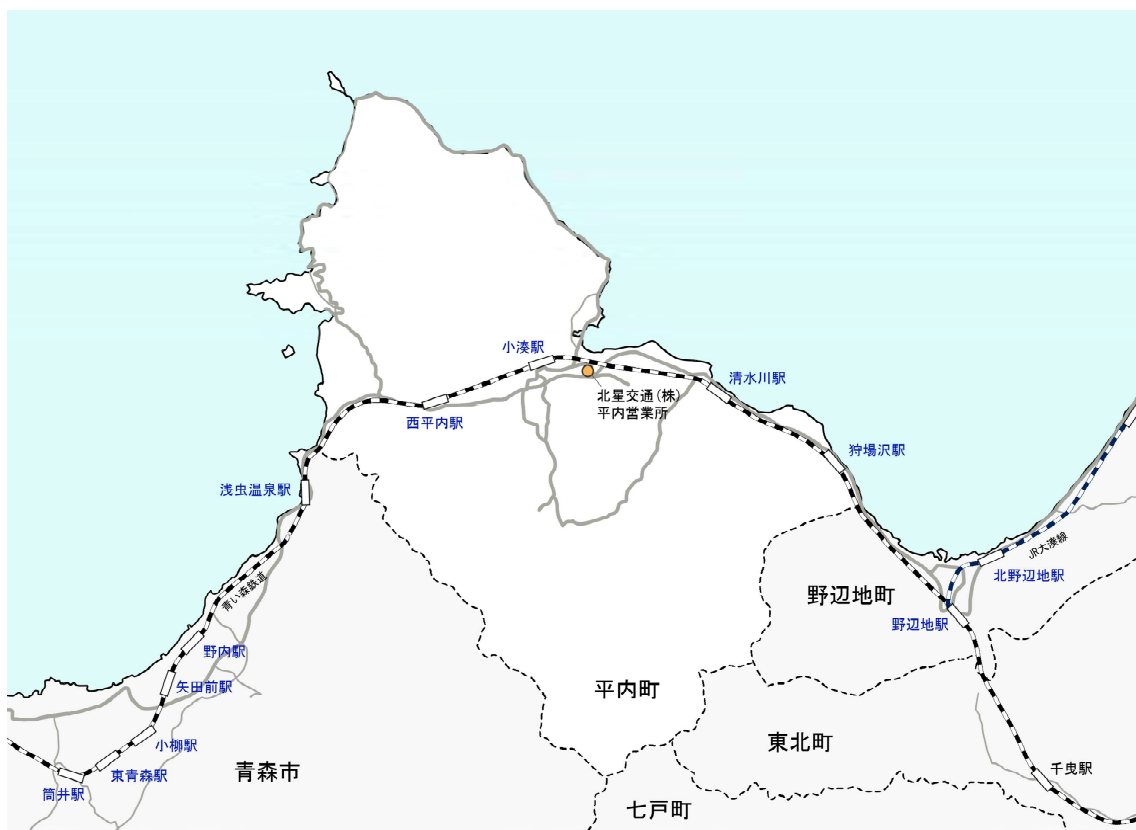 小湊駅
清水川駅
北星交通(株)
平内営業所
西平内駅
狩場沢駅
浅虫温泉駅
JR大湊線
北野辺地駅
青い森鉄道
野辺地町
野辺地駅
野内駅
矢田前駅
平内町
小柳駅
東北町
東青森駅
青森市
千曳駅
筒井駅
七戸町